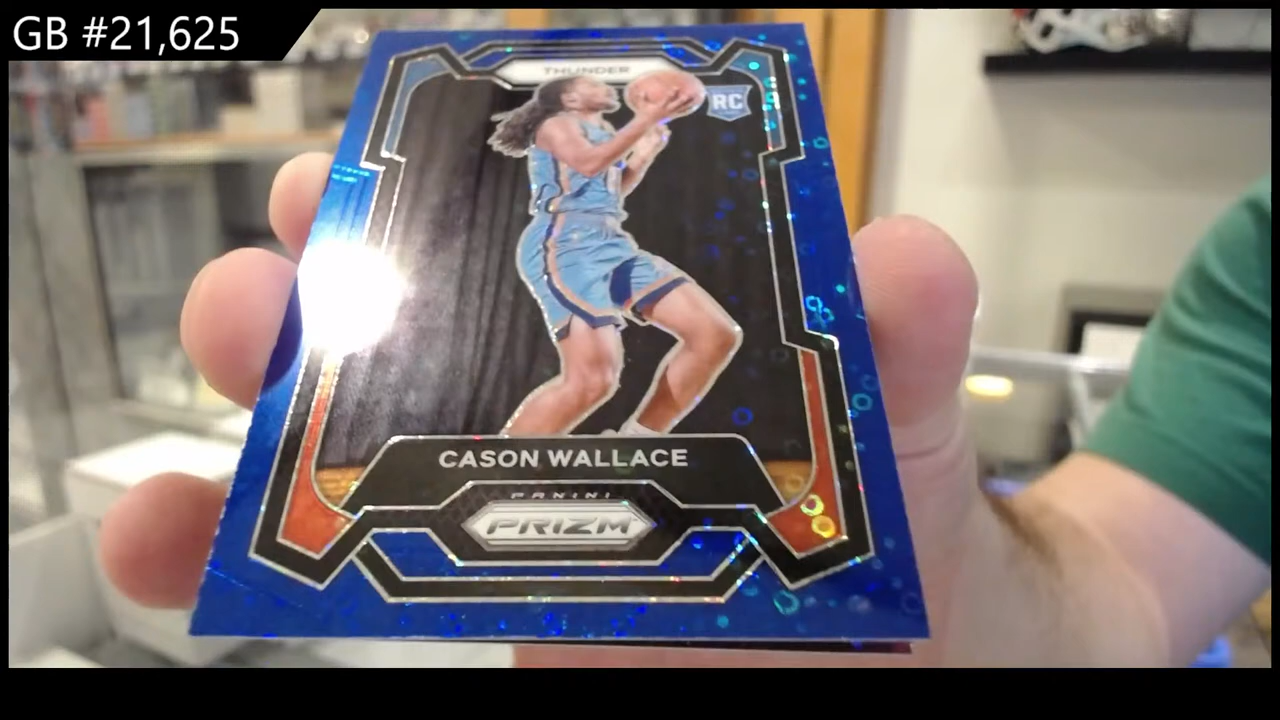 GB #21,625
THUNDER
RC
CASON WALLACE
PANINI
PRIZM